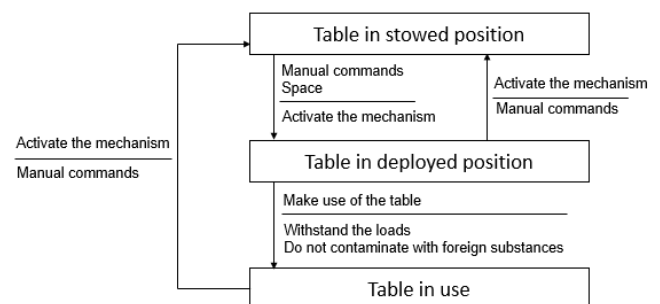 Table in stowed position
Manual commands
Space
Activate the mechanism
Activate the mechanism
Manual commands
Activate the mechanism
Manual commands
Table in deployed position
Make use of the table
Withstand the loads
Do not contaminate with foreign substances
Table in use